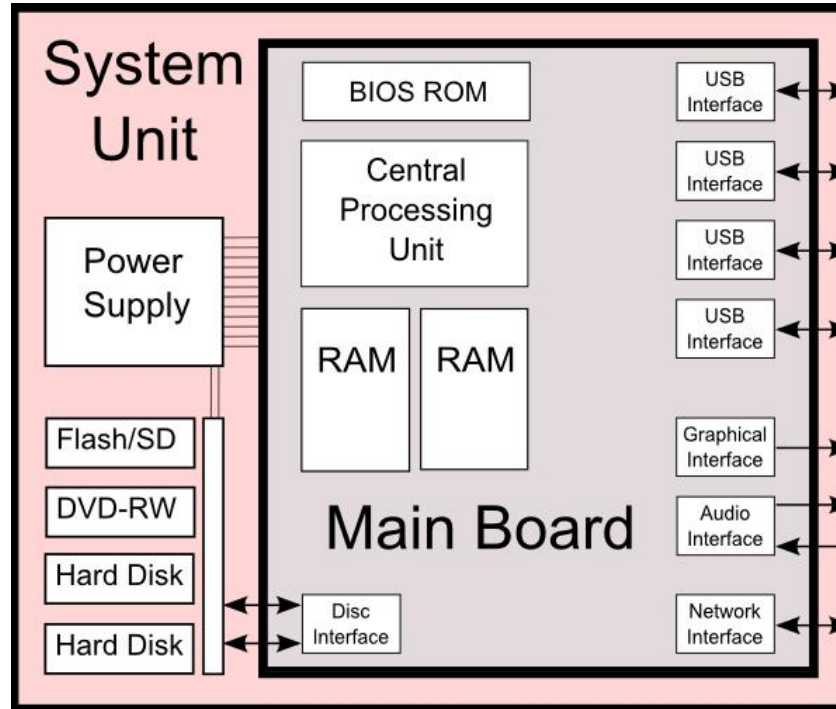 System
Unit
BIOS ROM
Central
Processing
Unit
RAM
RAM
Main Board
Disc
Interface
Power
Supply
Flash/SD
DVD-RW
Hard Disk
Hard Disk
USB
Interface
USB
Interface
USB
Interface
USB
Interface
Graphical
Interface
Audio
Interface
Network
Interface